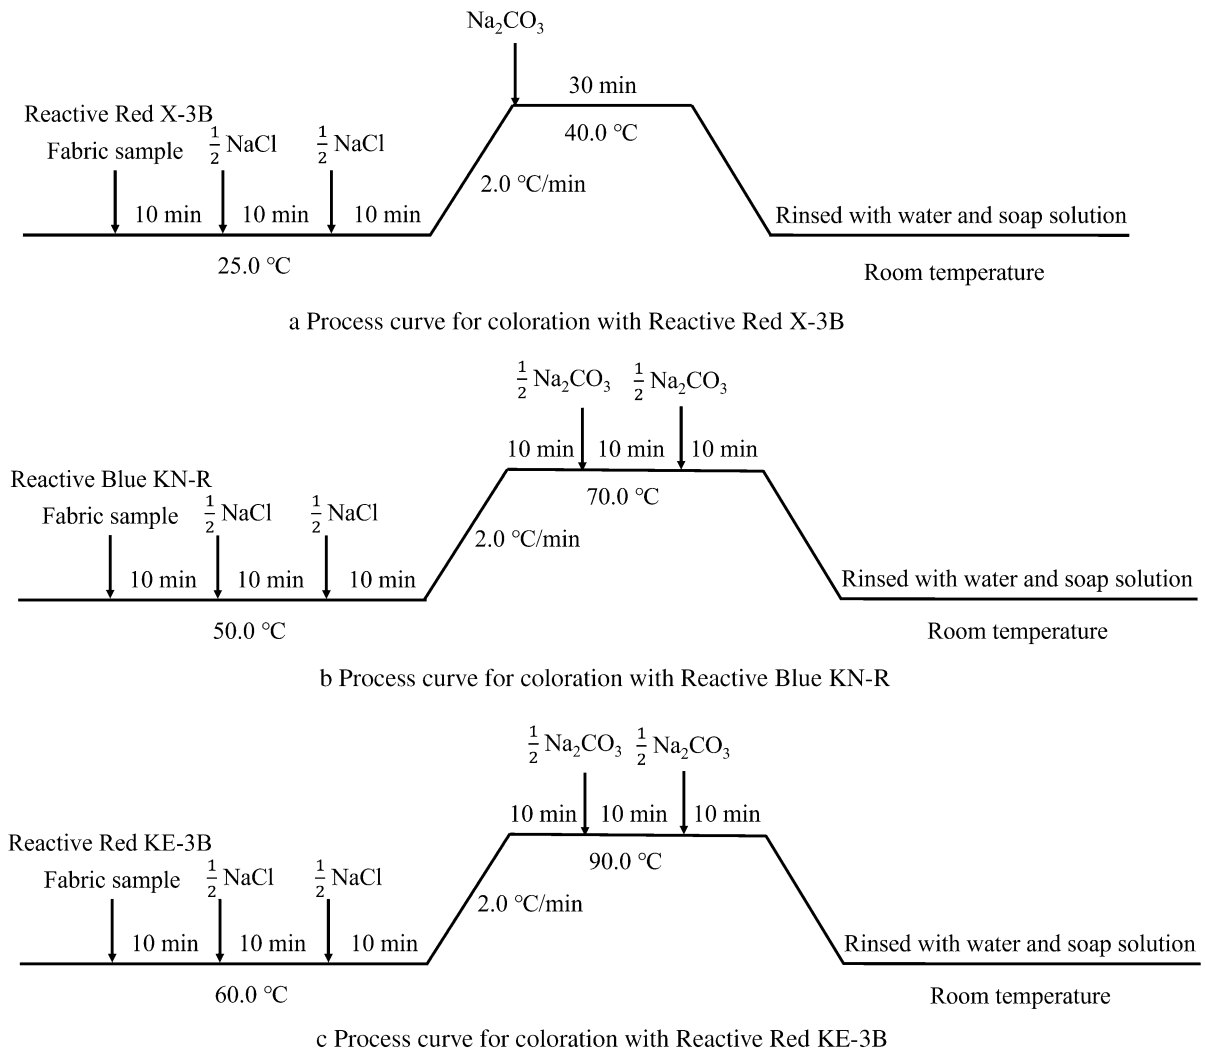 Na₂CO₃
30 min
Reactive Red X-3B
40.0 ℃
Fabric sample
1/2 NaCl
1/2 NaCl
2.0 ℃/min
10 min
10 min
10 min
Rinsed with water and soap solution
25.0 ℃
Room temperature
a Process curve for coloration with Reactive Red X-3B
1/2 Na₂CO₃
1/2 Na₂CO₃
10 min
10 min
10 min
Reactive Blue KN-R
70.0 ℃
Fabric sample
1/2 NaCl
1/2 NaCl
2.0 ℃/min
10 min
10 min
10 min
Rinsed with water and soap solution
50.0 ℃
Room temperature
b Process curve for coloration with Reactive Blue KN-R
1/2 Na₂CO₃
1/2 Na₂CO₃
10 min
10 min
10 min
Reactive Red KE-3B
90.0 ℃
Fabric sample
1/2 NaCl
1/2 NaCl
2.0 ℃/min
10 min
10 min
10 min
Rinsed with water and soap solution
60.0 ℃
Room temperature
c Process curve for coloration with Reactive Red KE-3B